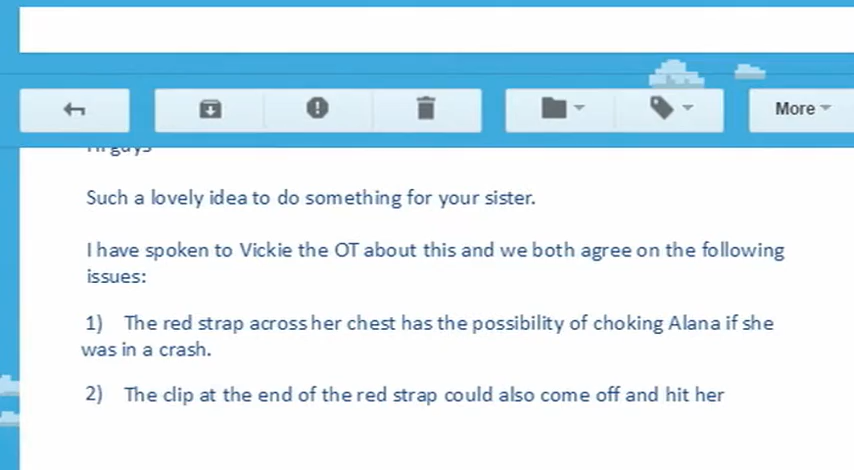 More
Hi guys
Such a lovely idea to do something for your sister.
I have spoken to Vickie the OT about this and we both agree on the following
issues:
1) The red strap across her chest has the possibility of choking Alana if she
was in a crash.
2) The clip at the end of the red strap could also come off and hit her